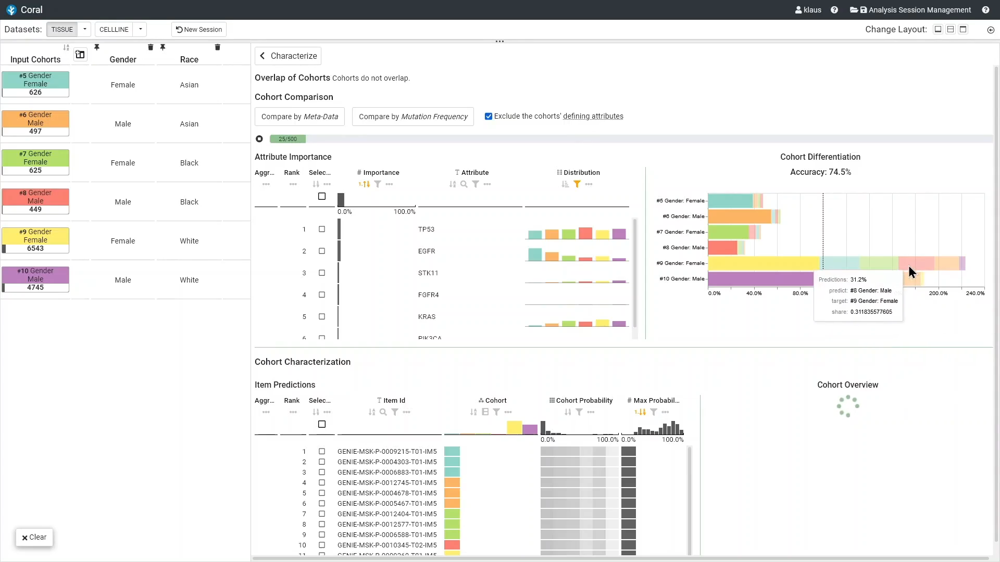 Coral
klaus
Analysis Session Management
Datasets:
TISSUE
CELLLINE
New Session
Change Layout:
Input Cohorts
Gender
Race
#5 Gender
Female
626
Female
Asian
#6 Gender
Male
497
Male
Asian
#7 Gender
Female
625
Female
Black
#8 Gender
Male
449
Male
Black
#9 Gender
Female
6543
Female
White
#10 Gender
Male
4745
Male
White
Clear
Characterize
Overlap of Cohorts Cohorts do not overlap.
Cohort Comparison
Compare by Meta-Data
Compare by Mutation Frequency
Exclude the cohorts' defining attributes
25/500
Attribute Importance
Aggr... Rank Selec... # Importance Attribute Distribution
0.0% 100.0%
1 TP53
2 EGFR
3 STK11
4 FGFR4
5 KRAS
6 PIK3CA
Cohort Differentiation
Accuracy: 74.5%
#5 Gender: Female
#6 Gender: Male
#7 Gender: Female
#8 Gender: Male
#9 Gender: Female
#10 Gender: Male
0.0% 40.0% 80.0% 200.0% 240.0%
Predictions: 31.2%
predict: #8 Gender: Male
target: #9 Gender: Female
share: 0.311835577605
Cohort Characterization
Item Predictions
Aggr... Rank Selec... Item Id Cohort Cohort Probability # Max Probabil...
0.0% 100.0% 0.0% 100.0%
1 GENIE-MSK-P-0009215-T01-IM5
2 GENIE-MSK-P-0004303-T01-IM5
3 GENIE-MSK-P-0006883-T01-IM5
4 GENIE-MSK-P-0012745-T01-IM5
5 GENIE-MSK-P-0004678-T01-IM5
6 GENIE-MSK-P-0005467-T01-IM5
7 GENIE-MSK-P-0012404-T01-IM5
8 GENIE-MSK-P-0012577-T01-IM5
9 GENIE-MSK-P-0006588-T01-IM5
10 GENIE-MSK-P-0010345-T02-IM5
11
Cohort Overview